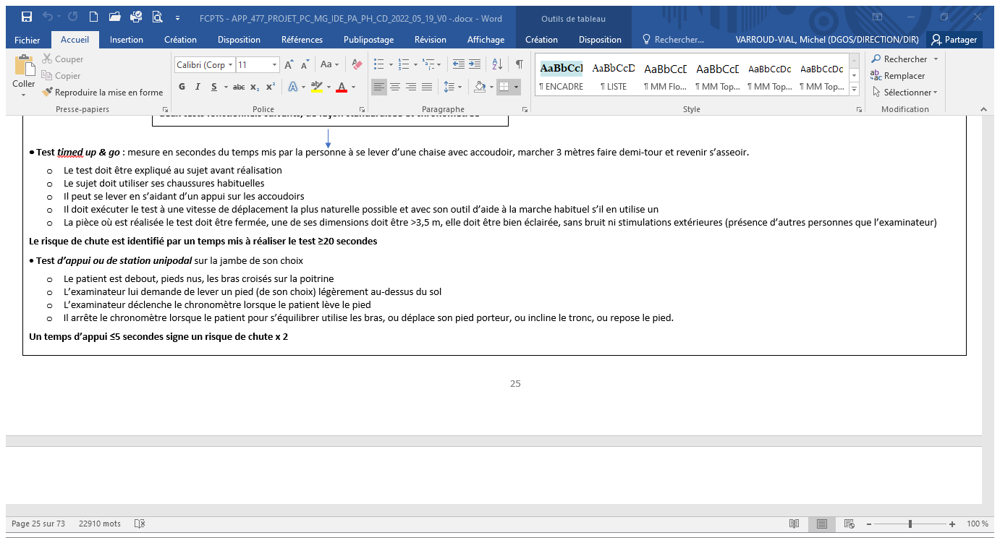 FCPTS - APP_477_PROJET_PC_MG_IDE_PA_PH_CD_2022_05_19_V0 -.docx - Word
Outils de tableau
Fichier Accueil Insertion Création Disposition Références Publipostage Révision Affichage Création Disposition Rechercher... VARROUD-VIAL, Michel (DGOS/DIRECTION/DIR) Partager
Coller
Couper
Copier
Reproduire la mise en forme
Presse-papiers
Calibri (Corp 11
G I S abc x₂ x²
Police
Paragraphe
AaBbCcI AaBbCcD AaBbCcI AaBbCcI AaBbCcDc AaBbCcDc
¶ ENCADRE ¶ LISTE ¶ MM Flo... ¶ MM Top... ¶ MM Top... ¶ MM Top...
Style
Rechercher
Remplacer
Sélectionner
Modification
• Test timed up & go : mesure en secondes du temps mis par la personne à se lever d’une chaise avec accoudoir, marcher 3 mètres faire demi-tour et revenir s’asseoir.
o Le test doit être expliqué au sujet avant réalisation
o Le sujet doit utiliser ses chaussures habituelles
o Il peut se lever en s’aidant d’un appui sur les accoudoirs
o Il doit exécuter le test à une vitesse de déplacement la plus naturelle possible et avec son outil d’aide à la marche habituel s’il en utilise un
o La pièce où est réalisée le test doit être fermée, une de ses dimensions doit être >3,5 m, elle doit être bien éclairée, sans bruit ni stimulations extérieures (présence d’autres personnes que l’examinateur)
Le risque de chute est identifié par un temps mis à réaliser le test ≥20 secondes
• Test d’appui ou de station unipodal sur la jambe de son choix
o Le patient est debout, pieds nus, les bras croisés sur la poitrine
o L’examinateur lui demande de lever un pied (de son choix) légèrement au-dessus du sol
o L’examinateur déclenche le chronomètre lorsque le patient lève le pied
o Il arrête le chronomètre lorsque le patient pour s’équilibrer utilise les bras, ou déplace son pied porteur, ou incline le tronc, ou repose le pied.
Un temps d’appui ≤5 secondes signe un risque de chute x 2
25
Page 25 sur 73 22910 mots 100 %